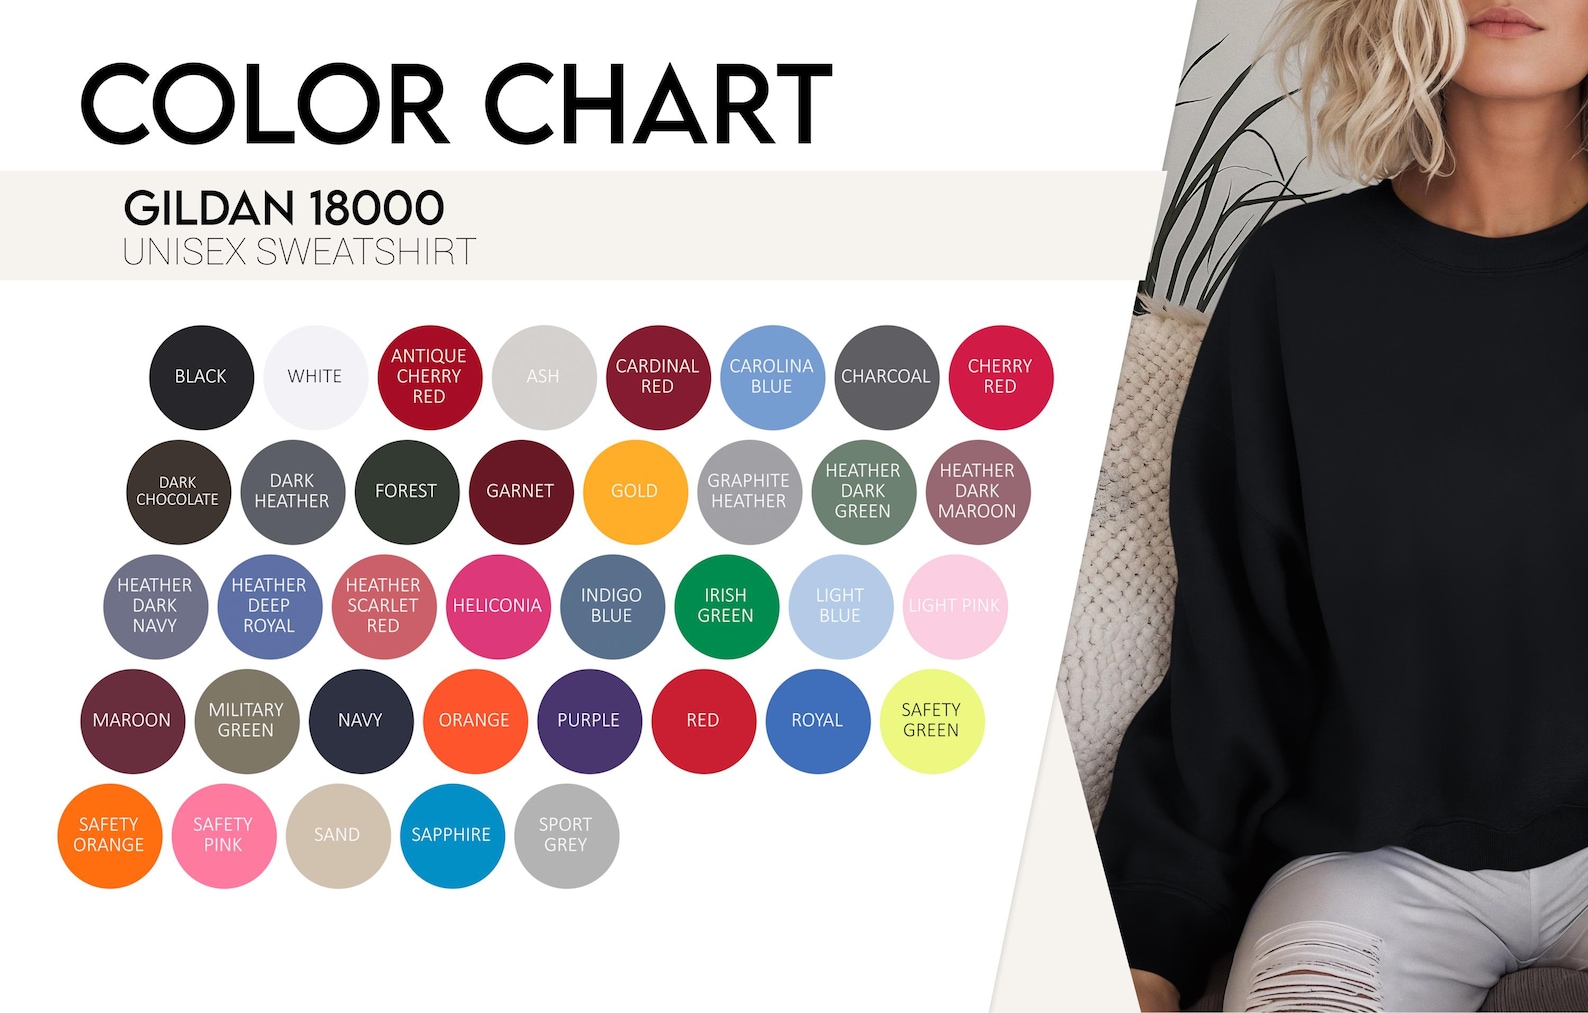 COLOR CHART
GILDAN 18000
UNISEX SWEATSHIRT
BLACK
WHITE
ANTIQUE
CHERRY
RED
ASH
CARDINAL
RED
CAROLINA
BLUE
CHARCOAL
CHERRY
RED
DARK
CHOCOLATE
DARK
HEATHER
FOREST
GARNET
GOLD
GRAPHITE
HEATHER
HEATHER
DARK
GREEN
HEATHER
DARK
MAROON
HEATHER
DARK
NAVY
HEATHER
DEEP
ROYAL
HEATHER
SCARLET
RED
HELICONIA
INDIGO
BLUE
IRISH
GREEN
LIGHT
BLUE
LIGHT PINK
MAROON
MILITARY
GREEN
NAVY
ORANGE
PURPLE
RED
ROYAL
SAFETY
GREEN
SAFETY
ORANGE
SAFETY
PINK
SAND
SAPPHIRE
SPORT
GREY